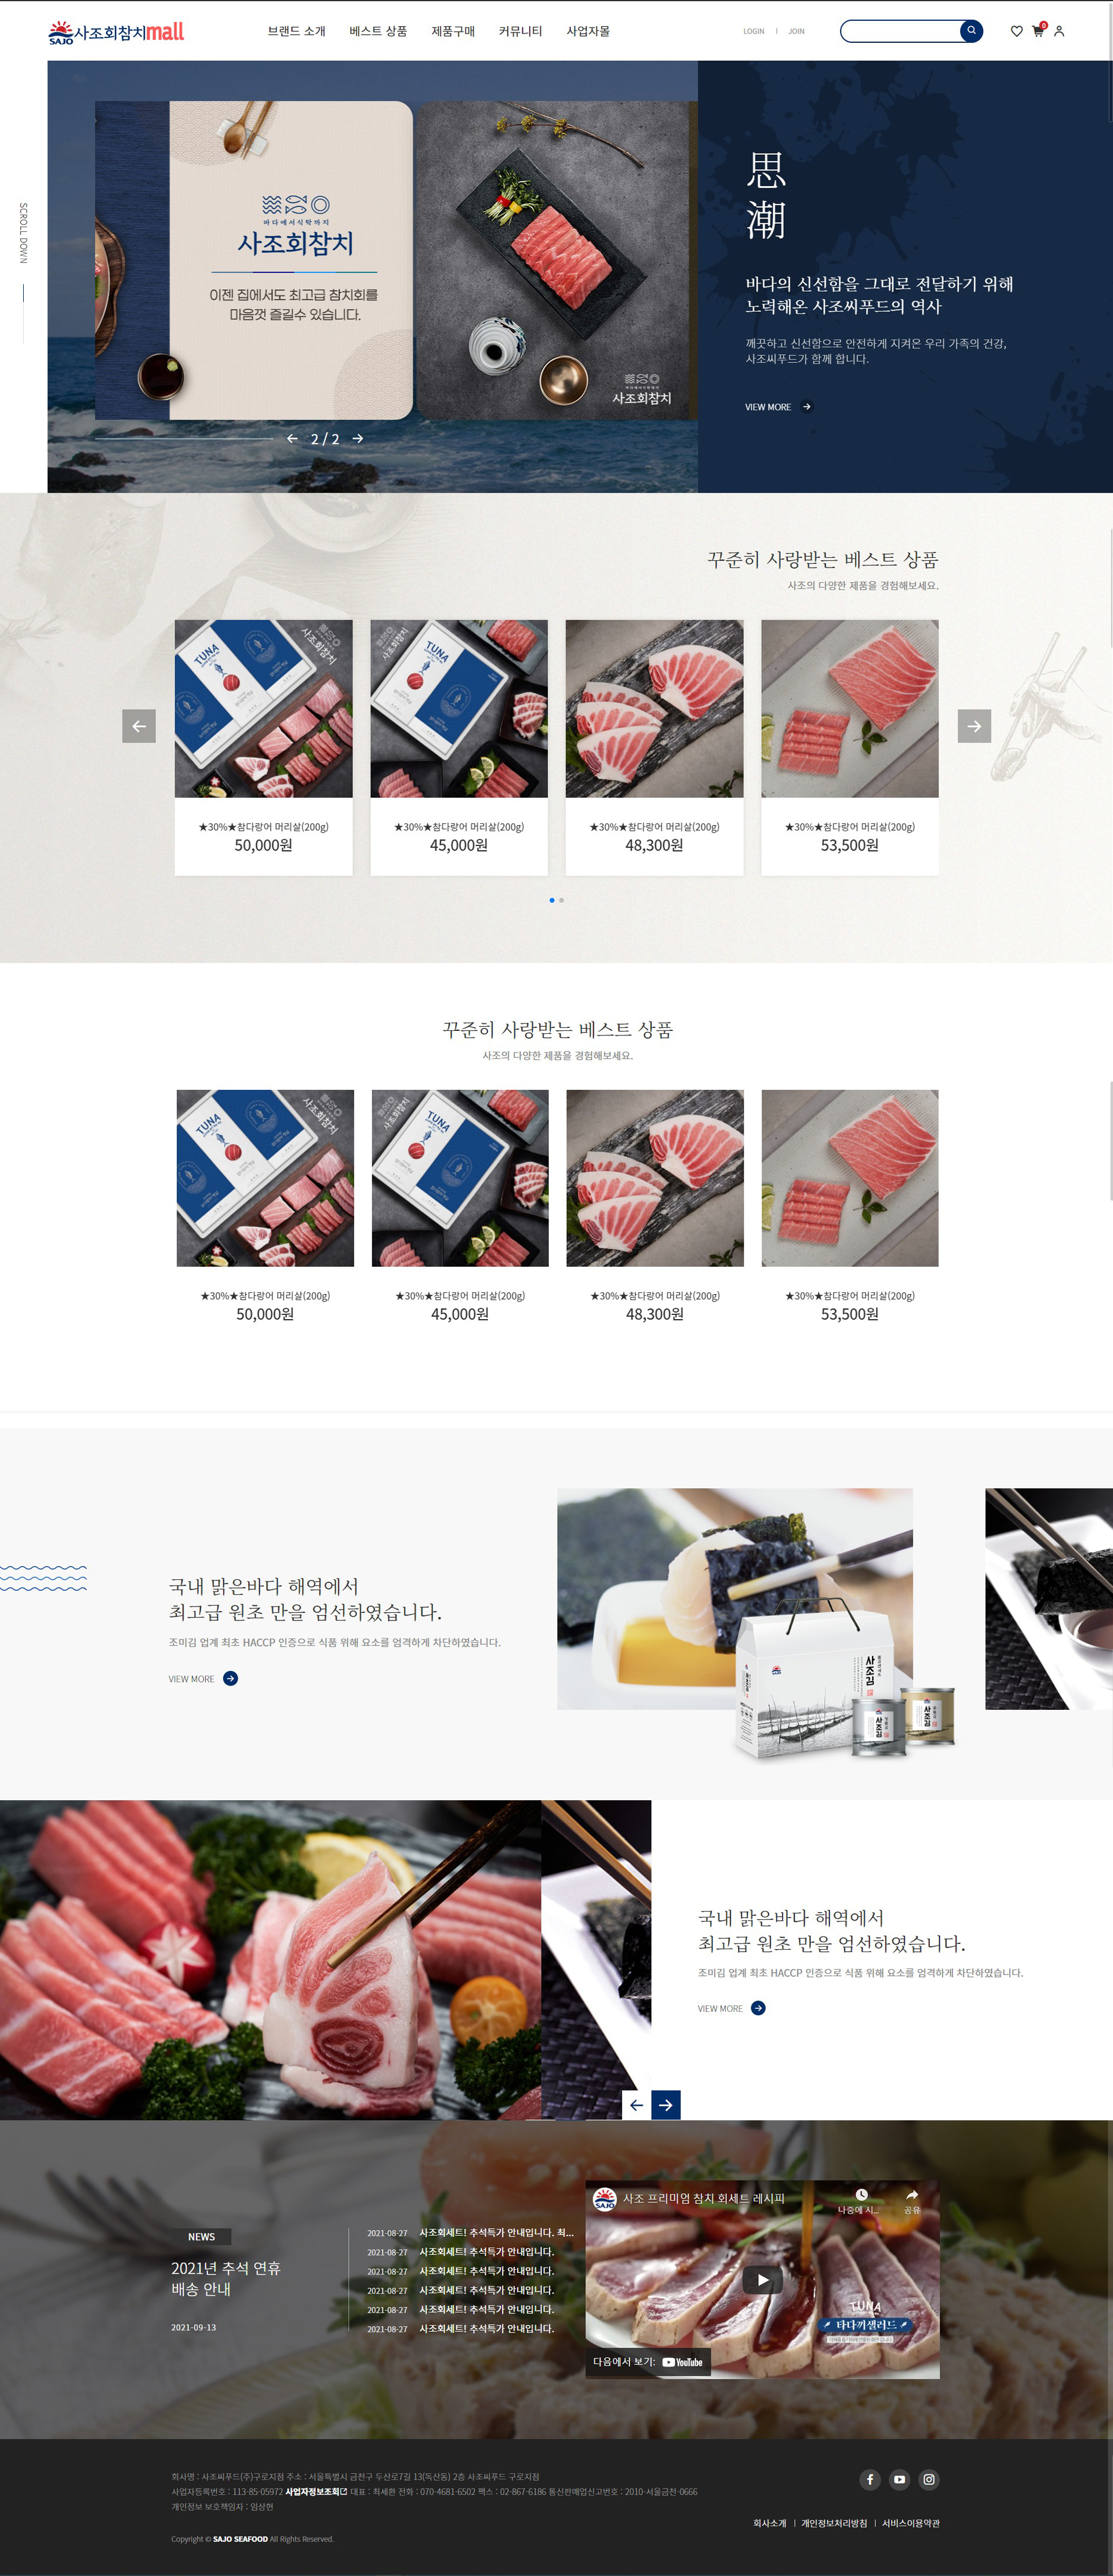 SAJO 사조회참치mall
브랜드 소개 베스트 상품 제품구매 커뮤니티 사업자몰
LOGIN | JOIN
0
SCROLL DOWN
바다에서식탁까지
사조회참치
이젠 집에서도 최고급 참치회를
마음껏 즐길수 있습니다.
사조회참치
2 / 2
思
潮
바다의 신선함을 그대로 전달하기 위해
노력해온 사조씨푸드의 역사
깨끗하고 신선함으로 안전하게 지켜온 우리 가족의 건강,
사조씨푸드가 함께 합니다.
VIEW MORE
꾸준히 사랑받는 베스트 상품
사조의 다양한 제품을 경험해보세요.
TUNA
사조회참치
TUNA
사조회참치
★30%★참다랑어 머리살(200g)
50,000원
★30%★참다랑어 머리살(200g)
45,000원
★30%★참다랑어 머리살(200g)
48,300원
★30%★참다랑어 머리살(200g)
53,500원
꾸준히 사랑받는 베스트 상품
사조의 다양한 제품을 경험해보세요.
TUNA
사조회참치
TUNA
사조회참치
★30%★참다랑어 머리살(200g)
50,000원
★30%★참다랑어 머리살(200g)
45,000원
★30%★참다랑어 머리살(200g)
48,300원
★30%★참다랑어 머리살(200g)
53,500원
국내 맑은바다 해역에서
최고급 원초 만을 엄선하였습니다.
조미김 업계 최초 HACCP 인증으로 식품 위해 요소를 엄격하게 차단하였습니다.
VIEW MORE
사조김
사조김
사조김
국내 맑은바다 해역에서
최고급 원초 만을 엄선하였습니다.
조미김 업계 최초 HACCP 인증으로 식품 위해 요소를 엄격하게 차단하였습니다.
VIEW MORE
NEWS
2021년 추석 연휴
배송 안내
2021-09-13
2021-08-27 사조회세트! 추석특가 안내입니다. 최...
2021-08-27 사조회세트! 추석특가 안내입니다.
2021-08-27 사조회세트! 추석특가 안내입니다.
2021-08-27 사조회세트! 추석특가 안내입니다.
2021-08-27 사조회세트! 추석특가 안내입니다.
2021-08-27 사조회세트! 추석특가 안내입니다.
SAJO 사조 프리미엄 참치 회세트 레시피
나중에 시... 공유
TUNA
타다끼샐러드
다음에서 보기: YouTube
회사명 : 사조씨푸드(주)구로지점 주소 : 서울특별시 금천구 두산로7길 13(독산동) 2층 사조씨푸드 구로지점
사업자등록번호 : 113-85-05972 사업자정보조회 대표 : 최세환 전화 : 070-4681-6502 팩스 : 02-867-6186 통신판매업신고번호 : 2010-서울금천-0666
개인정보 보호책임자 : 임상현
Copyright © SAJO SEAFOOD All Rights Reserved.
회사소개 | 개인정보처리방침 | 서비스이용약관